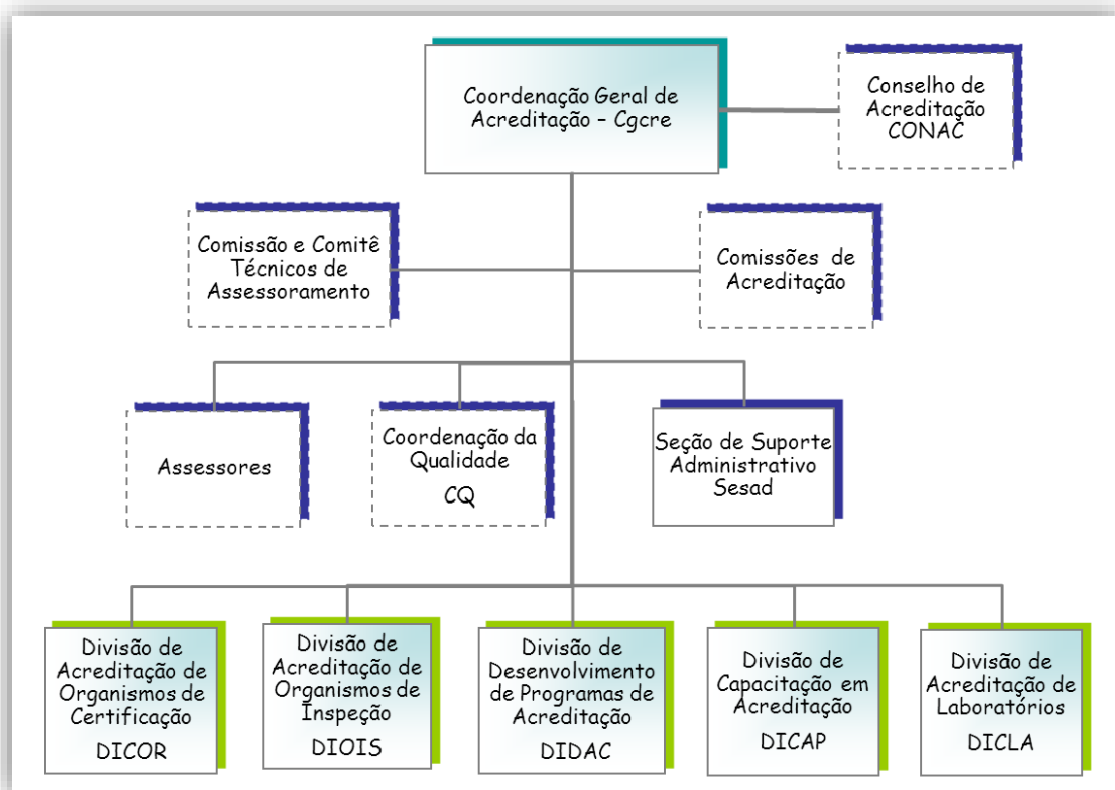 Coordenação Geral de
Acreditação – Cgcre
Conselho de
Acreditação
CONAC
Comissão e Comitê
Técnicos de
Assessoramento
Comissões de
Acreditação
Assessores
Coordenação da
Qualidade
CQ
Seção de Suporte
Administrativo
Sesad
Divisão de
Acreditação de
Organismos de
Certificação
DICOR
Divisão de
Acreditação de
Organismos de
Inspeção
DIOIS
Divisão de
Desenvolvimento
de Programas de
Acreditação
DIDAC
Divisão de
Capacitação em
Acreditação
DICAP
Divisão de
Acreditação de
Laboratórios
DICLA